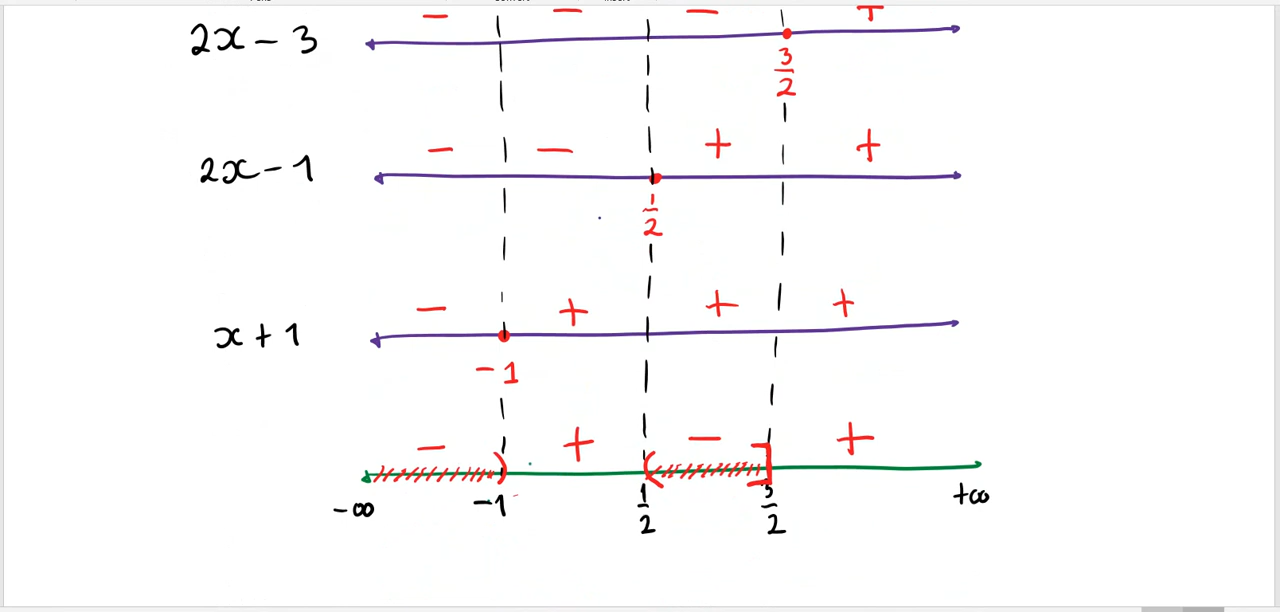 − − − +
2x − 3
3/2
− − + +
2x − 1
1/2
− + + +
x + 1
−1
− + − +
) ( ]
−∞ −1 1/2 3/2 +∞